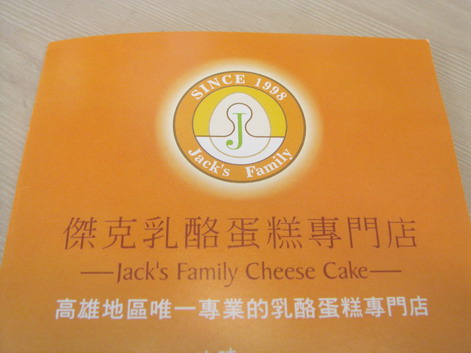 SINCE 1998
J
Jack's Family
傑克乳酪蛋糕專門店
—Jack's Family Cheese Cake—
高雄地區唯一專業的乳酪蛋糕專門店